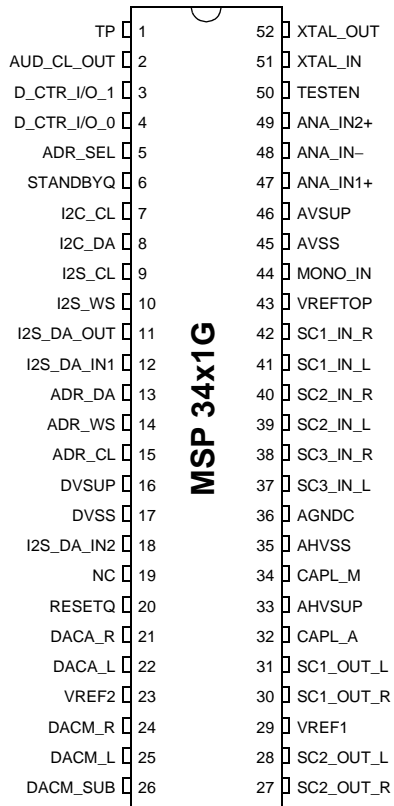 TP 1 52 XTAL_OUT
AUD_CL_OUT 2 51 XTAL_IN
D_CTR_I/O_1 3 50 TESTEN
D_CTR_I/O_0 4 49 ANA_IN2+
ADR_SEL 5 48 ANA_IN−
STANDBYQ 6 47 ANA_IN1+
I2C_CL 7 46 AVSUP
I2C_DA 8 45 AVSS
I2S_CL 9 44 MONO_IN
I2S_WS 10 43 VREFTOP
I2S_DA_OUT 11 42 SC1_IN_R
I2S_DA_IN1 12 41 SC1_IN_L
ADR_DA 13 40 SC2_IN_R
ADR_WS 14 39 SC2_IN_L
ADR_CL 15 38 SC3_IN_R
DVSUP 16 37 SC3_IN_L
DVSS 17 36 AGNDC
I2S_DA_IN2 18 35 AHVSS
NC 19 34 CAPL_M
RESETQ 20 33 AHVSUP
DACA_R 21 32 CAPL_A
DACA_L 22 31 SC1_OUT_L
VREF2 23 30 SC1_OUT_R
DACM_R 24 29 VREF1
DACM_L 25 28 SC2_OUT_L
DACM_SUB 26 27 SC2_OUT_R
MSP 34x1G